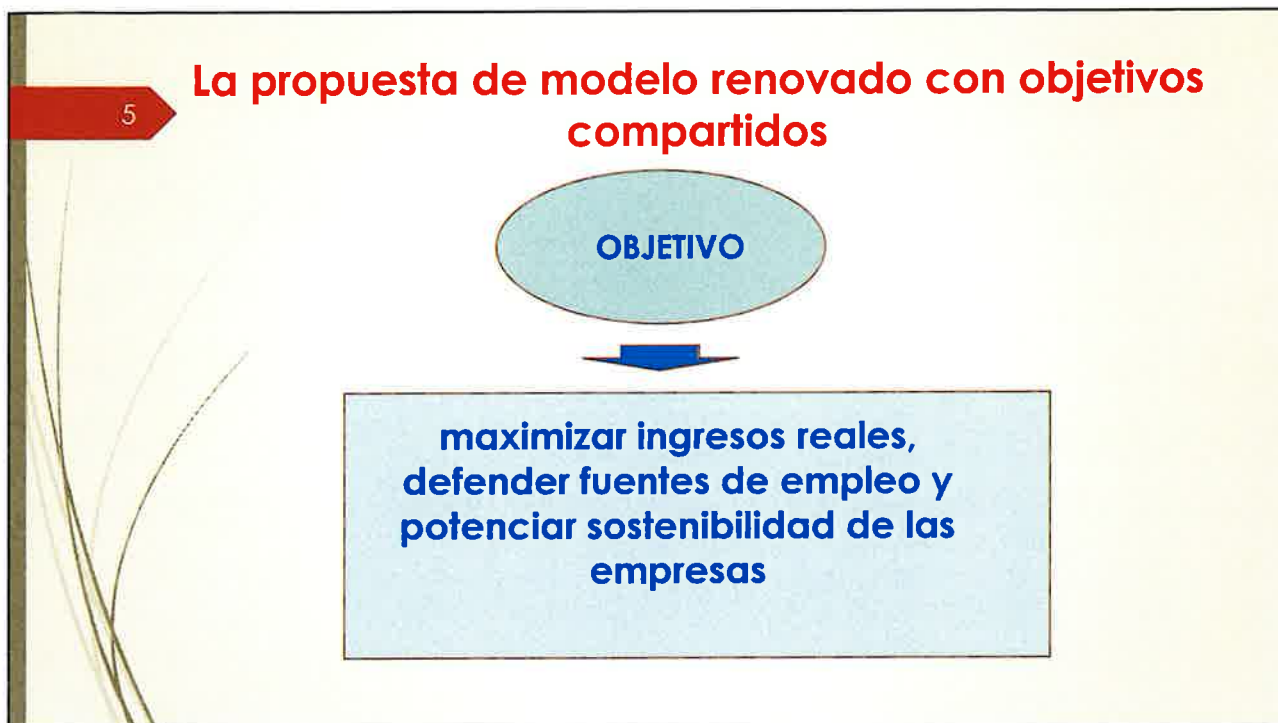 5
La propuesta de modelo renovado con objetivos
compartidos
OBJETIVO
maximizar ingresos reales,
defender fuentes de empleo y
potenciar sostenibilidad de las
empresas